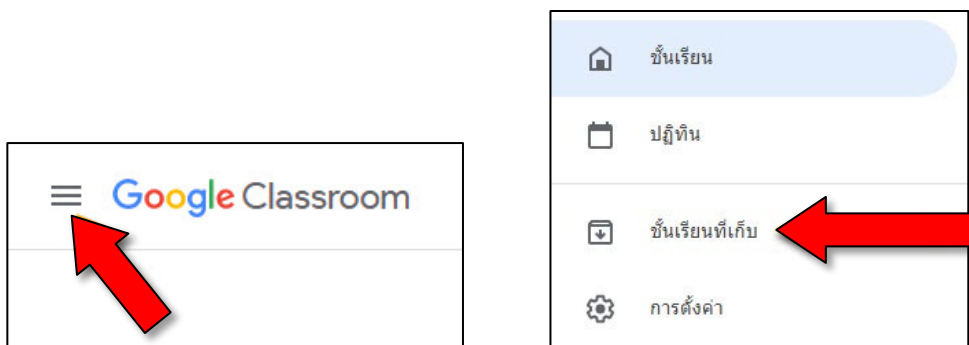 Google Classroom
ชั้นเรียน
ปฏิทิน
ชั้นเรียนที่เก็บ
การตั้งค่า